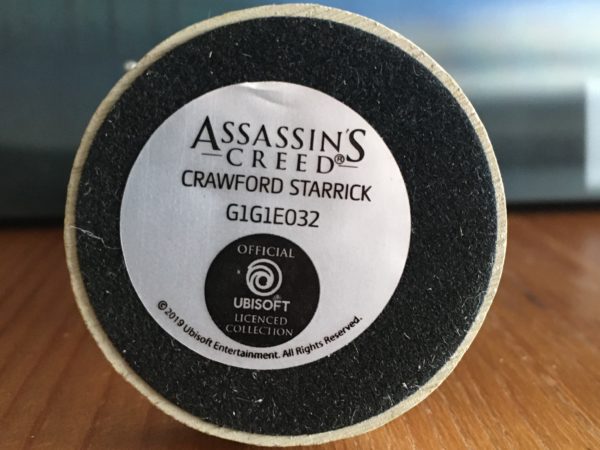 ASSASSIN'S
CREED®
CRAWFORD STARRICK
G1G1E032
OFFICIAL
UBISOFT®
LICENCED
COLLECTION
©2019 Ubisoft Entertainment. All Rights Reserved.